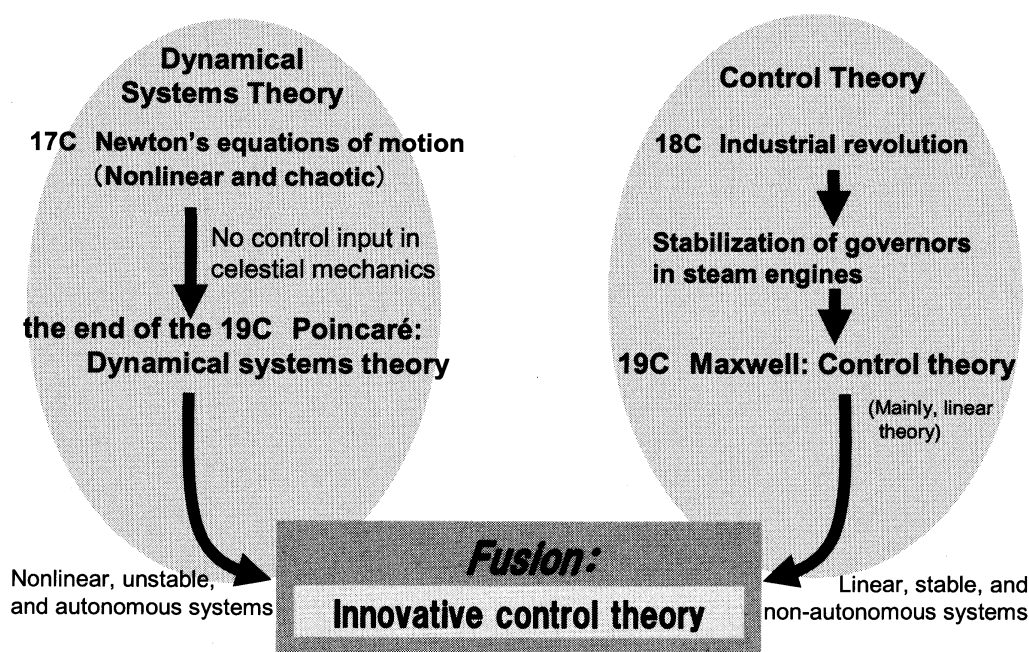 Dynamical
Systems Theory
17C Newton's equations of motion
(Nonlinear and chaotic)
No control input in
celestial mechanics
the end of the 19C Poincaré:
Dynamical systems theory
Nonlinear, unstable,
and autonomous systems
Control Theory
18C Industrial revolution
Stabilization of governors
in steam engines
19C Maxwell: Control theory
(Mainly, linear
theory)
Linear, stable, and
non-autonomous systems
Fusion:
Innovative control theory